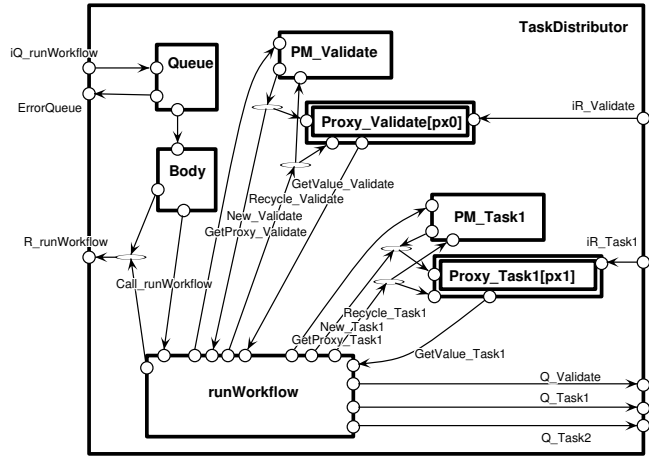 TaskDistributor
iQ_runWorkflow
Queue
PM_Validate
ErrorQueue
iR_Validate
Proxy_Validate[px0]
Body
GetValue_Validate
Recycle_Validate
New_Validate
GetProxy_Validate
PM_Task1
R_runWorkflow
iR_Task1
Call_runWorkflow
Proxy_Task1[px1]
Recycle_Task1
New_Task1
GetProxy_Task1
GetValue_Task1
runWorkflow
Q_Validate
Q_Task1
Q_Task2